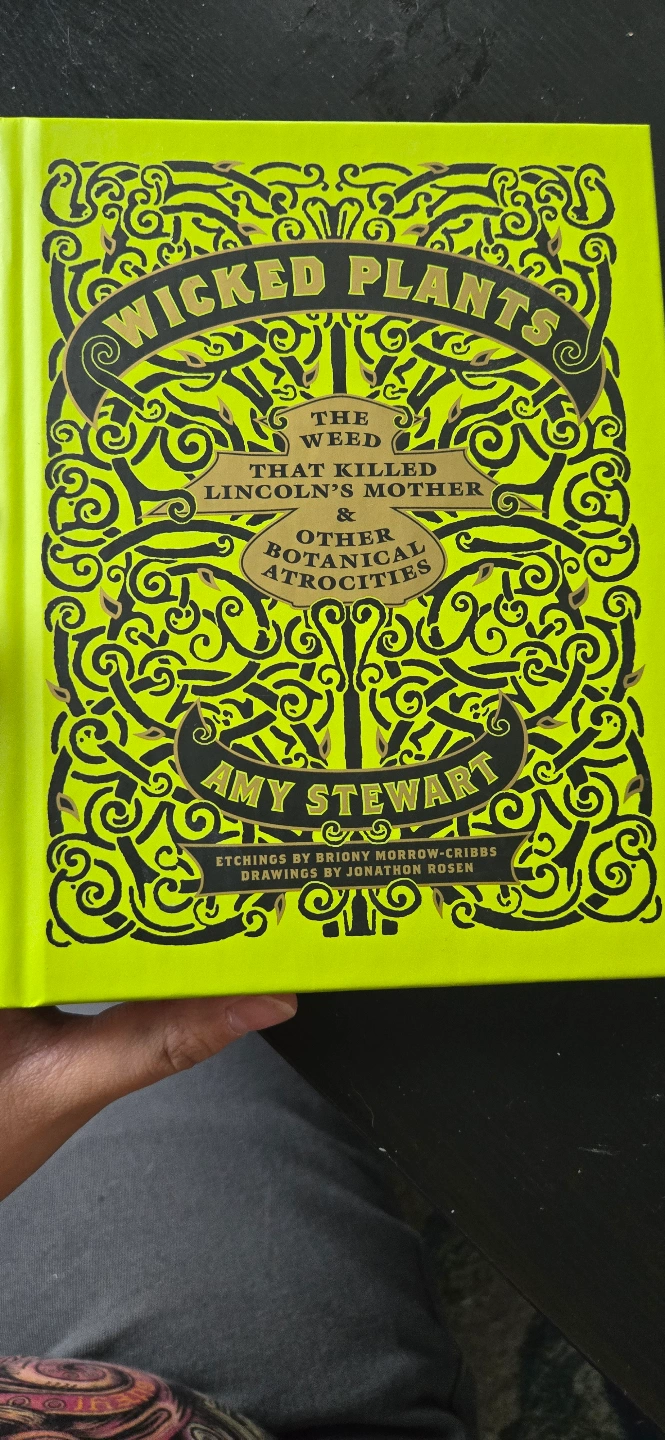 WICKED PLANTS
THE
WEED
THAT KILLED
LINCOLN'S MOTHER
&
OTHER
BOTANICAL
ATROCITIES
AMY STEWART
ETCHINGS BY BRIONY MORROW-CRIBBS
DRAWINGS BY JONATHON ROSEN